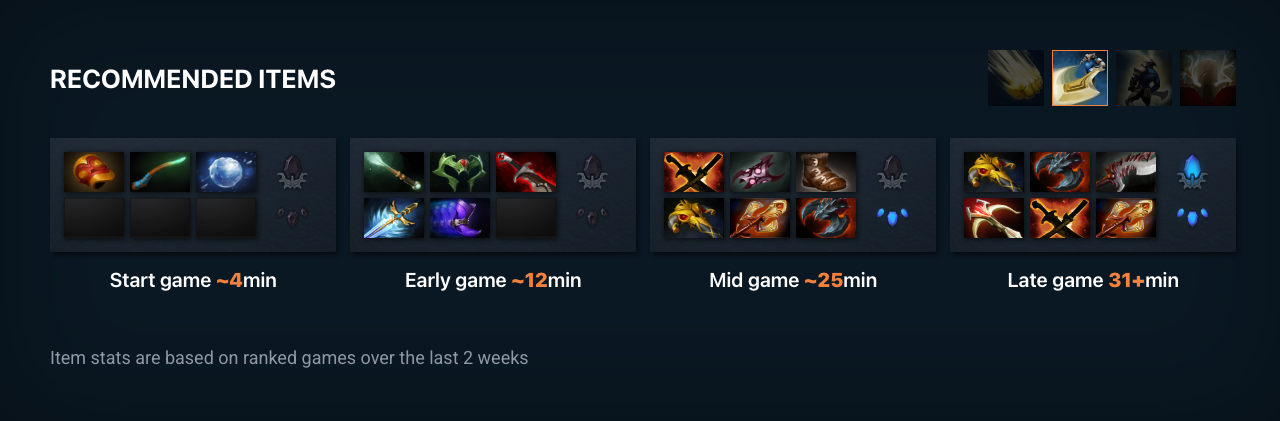 RECOMMENDED ITEMS
Start game ~4min
Early game ~12min
Mid game ~25min
Late game 31+min
Item stats are based on ranked games over the last 2 weeks